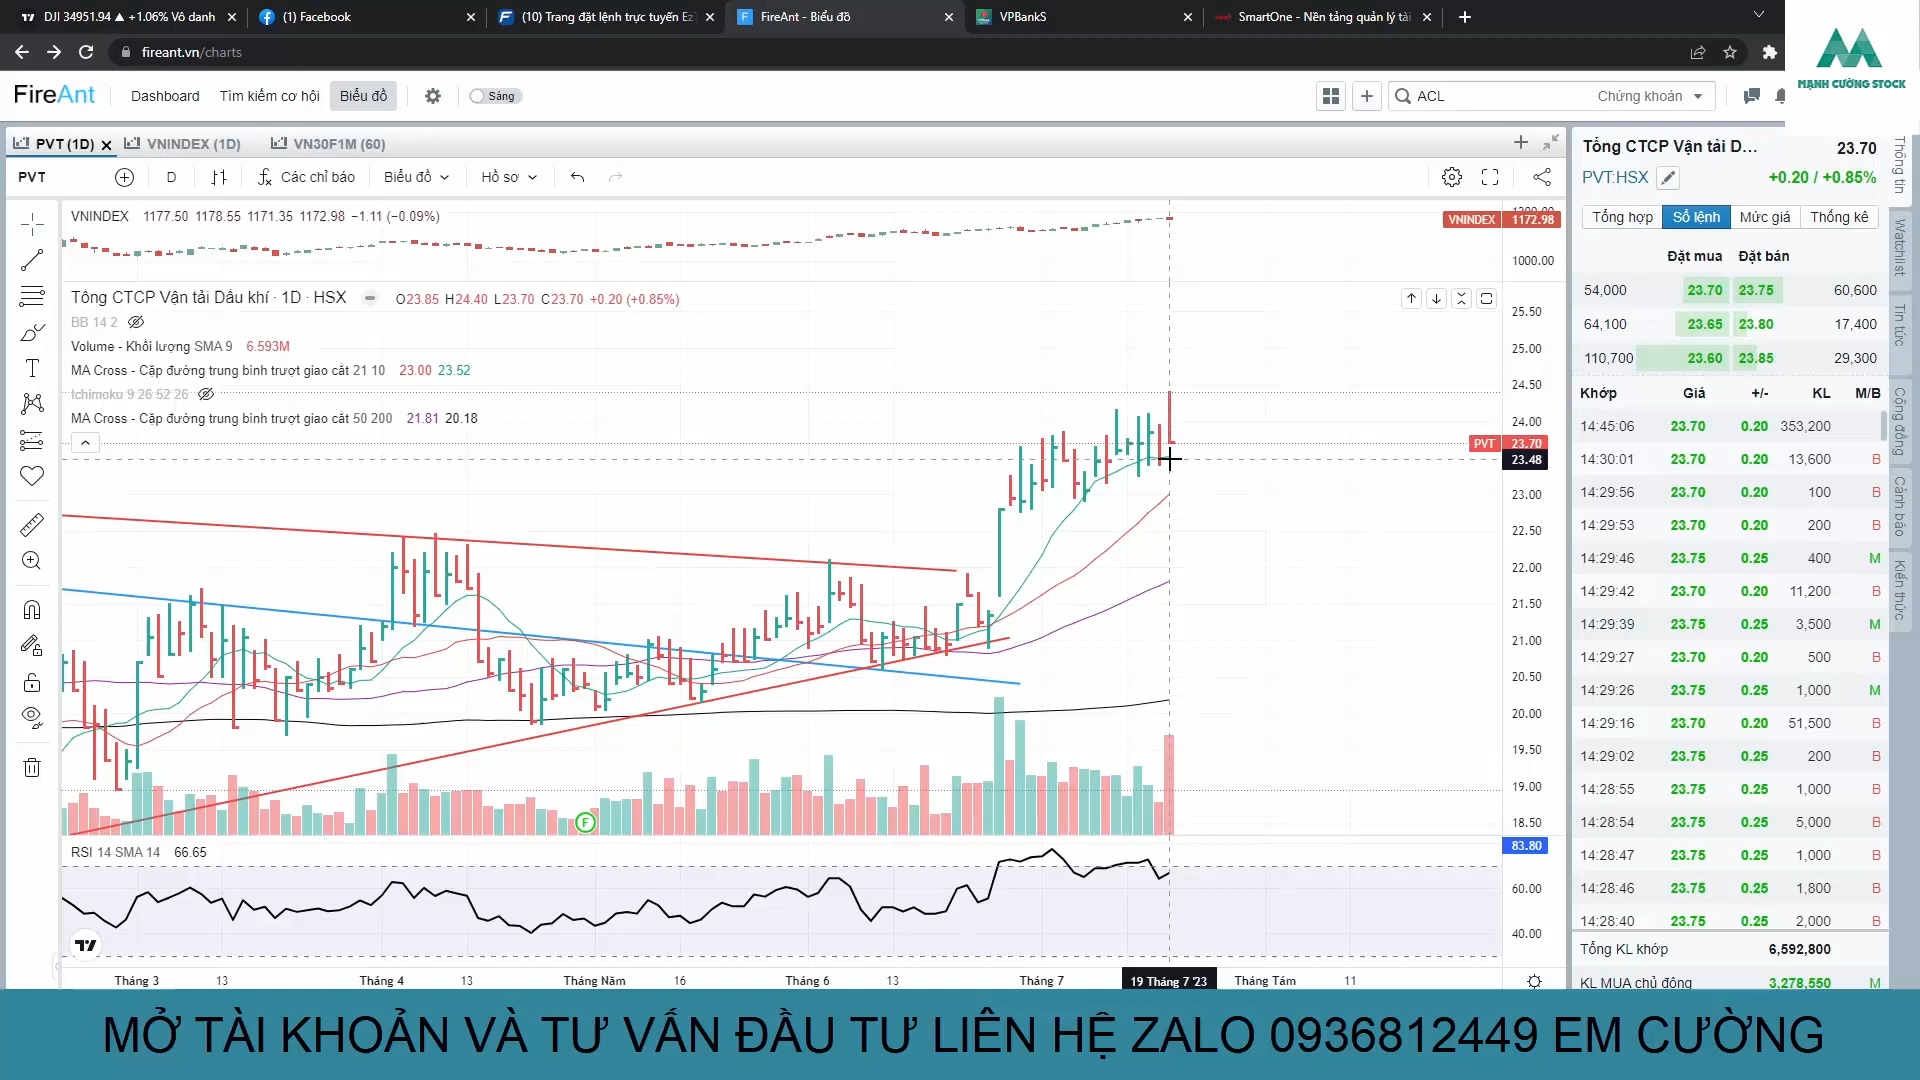 DJI 34951.94 ▲ +1.06% Vô danh
(1) Facebook
(10) Trang đặt lệnh trực tuyến Ez
FireAnt - Biểu đồ
VPBankS
SmartOne - Nền tảng quản lý tài
fireant.vn/charts
MẠNH CƯỜNG STOCK
FireAnt
Dashboard
Tìm kiếm cơ hội
Biểu đồ
Sáng
ACL
Chứng khoán
PVT (1D)
VNINDEX (1D)
VN30F1M (60)
PVT
D
Các chỉ báo
Biểu đồ
Hồ sơ
VNINDEX 1177.50 1178.55 1171.35 1172.98 −1.11 (−0.09%)
VNINDEX 1172.98
1000.00
Tổng CTCP Vận tải Dầu khí · 1D · HSX
O23.85 H24.40 L23.70 C23.70 +0.20 (+0.85%)
BB 14 2
Volume - Khối lượng SMA 9 6.593M
MA Cross - Cặp đường trung bình trượt giao cắt 21 10 23.00 23.52
Ichimoku 9 26 52 26
MA Cross - Cặp đường trung bình trượt giao cắt 50 200 21.81 20.18
25.50
25.00
24.50
24.00
PVT 23.70
23.48
23.00
22.50
22.00
21.50
21.00
20.50
20.00
19.50
19.00
18.50
F
RSI 14 SMA 14 66.65
83.80
60.00
40.00
Tháng 3
13
Tháng 4
13
Tháng Năm
16
Tháng 6
13
Tháng 7
19 Tháng 7 '23
Tháng Tám
11
Tổng CTCP Vận tải D...
23.70
PVT:HSX
+0.20 / +0.85%
Tổng hợp
Sổ lệnh
Mức giá
Thống kê
Đặt mua Đặt bán
54,000 23.70 23.75 60,600
64,100 23.65 23.80 17,400
110,700 23.60 23.85 29,300
Khớp Giá +/- KL M/B
14:45:06 23.70 0.20 353,200
14:30:01 23.70 0.20 13,600 B
14:29:56 23.70 0.20 100 B
14:29:53 23.70 0.20 200 B
14:29:46 23.75 0.25 400 M
14:29:42 23.70 0.20 11,200 B
14:29:39 23.75 0.25 3,500 M
14:29:27 23.70 0.20 500 B
14:29:26 23.75 0.25 1,000 M
14:29:16 23.70 0.20 51,500 B
14:29:02 23.75 0.25 200 B
14:28:55 23.75 0.25 1,000 B
14:28:54 23.75 0.25 5,000 B
14:28:47 23.75 0.25 1,000 B
14:28:46 23.75 0.25 1,800 B
14:28:40 23.75 0.25 2,000 B
Tổng KL khớp 6,592,800
KL MUA chủ động 3,278,550 M
Thông tin
Watchlist
Tin tức
Cộng đồng
Cảnh báo
Kiến thức
MỞ TÀI KHOẢN VÀ TƯ VẤN ĐẦU TƯ LIÊN HỆ ZALO 0936812449 EM CƯỜNG